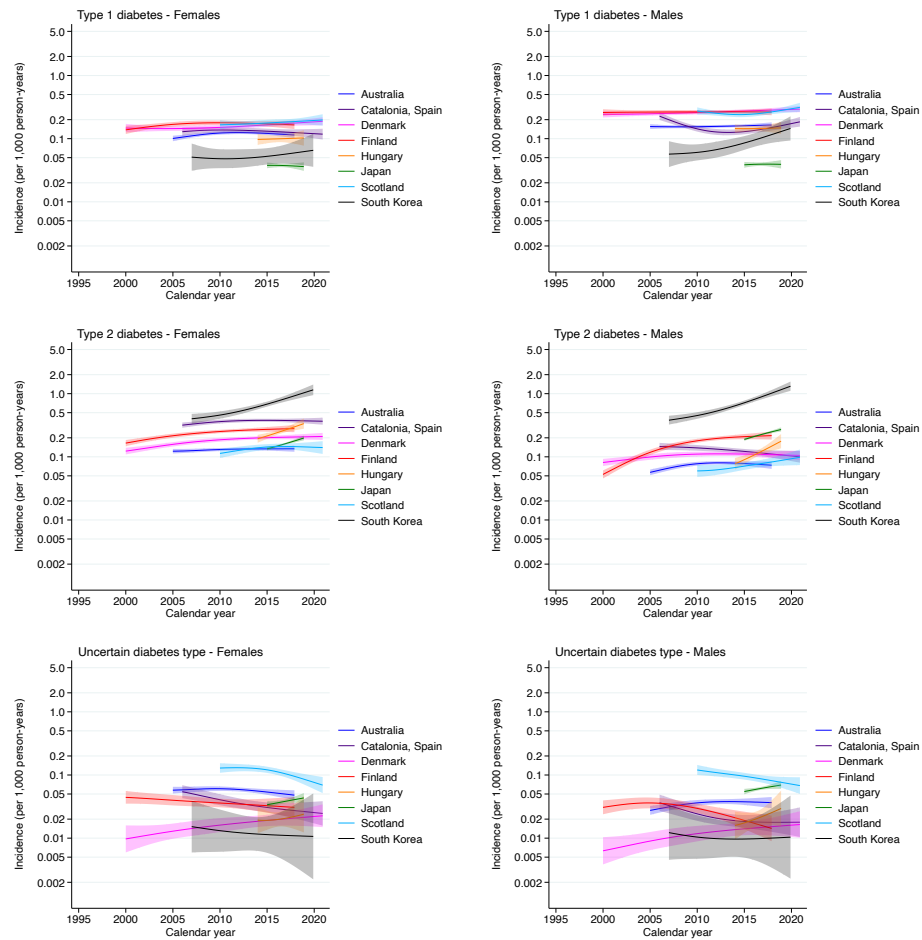 Type 1 diabetes - Females
Incidence (per 1,000 person-years)
5.0
2.0
1.0
0.5
0.2
0.1
0.05
0.02
0.01
0.005
0.002
1995 2000 2005 2010 2015 2020
Calendar year
Australia
Catalonia, Spain
Denmark
Finland
Hungary
Japan
Scotland
South Korea
Type 1 diabetes - Males
Incidence (per 1,000 person-years)
5.0
2.0
1.0
0.5
0.2
0.1
0.05
0.02
0.01
0.005
0.002
1995 2000 2005 2010 2015 2020
Calendar year
Australia
Catalonia, Spain
Denmark
Finland
Hungary
Japan
Scotland
South Korea
Type 2 diabetes - Females
Incidence (per 1,000 person-years)
5.0
2.0
1.0
0.5
0.2
0.1
0.05
0.02
0.01
0.005
0.002
1995 2000 2005 2010 2015 2020
Calendar year
Australia
Catalonia, Spain
Denmark
Finland
Hungary
Japan
Scotland
South Korea
Type 2 diabetes - Males
Incidence (per 1,000 person-years)
5.0
2.0
1.0
0.5
0.2
0.1
0.05
0.02
0.01
0.005
0.002
1995 2000 2005 2010 2015 2020
Calendar year
Australia
Catalonia, Spain
Denmark
Finland
Hungary
Japan
Scotland
South Korea
Uncertain diabetes type - Females
Incidence (per 1,000 person-years)
5.0
2.0
1.0
0.5
0.2
0.1
0.05
0.02
0.01
0.005
0.002
1995 2000 2005 2010 2015 2020
Calendar year
Australia
Catalonia, Spain
Denmark
Finland
Hungary
Japan
Scotland
South Korea
Uncertain diabetes type - Males
Incidence (per 1,000 person-years)
5.0
2.0
1.0
0.5
0.2
0.1
0.05
0.02
0.01
0.005
0.002
1995 2000 2005 2010 2015 2020
Calendar year
Australia
Catalonia, Spain
Denmark
Finland
Hungary
Japan
Scotland
South Korea